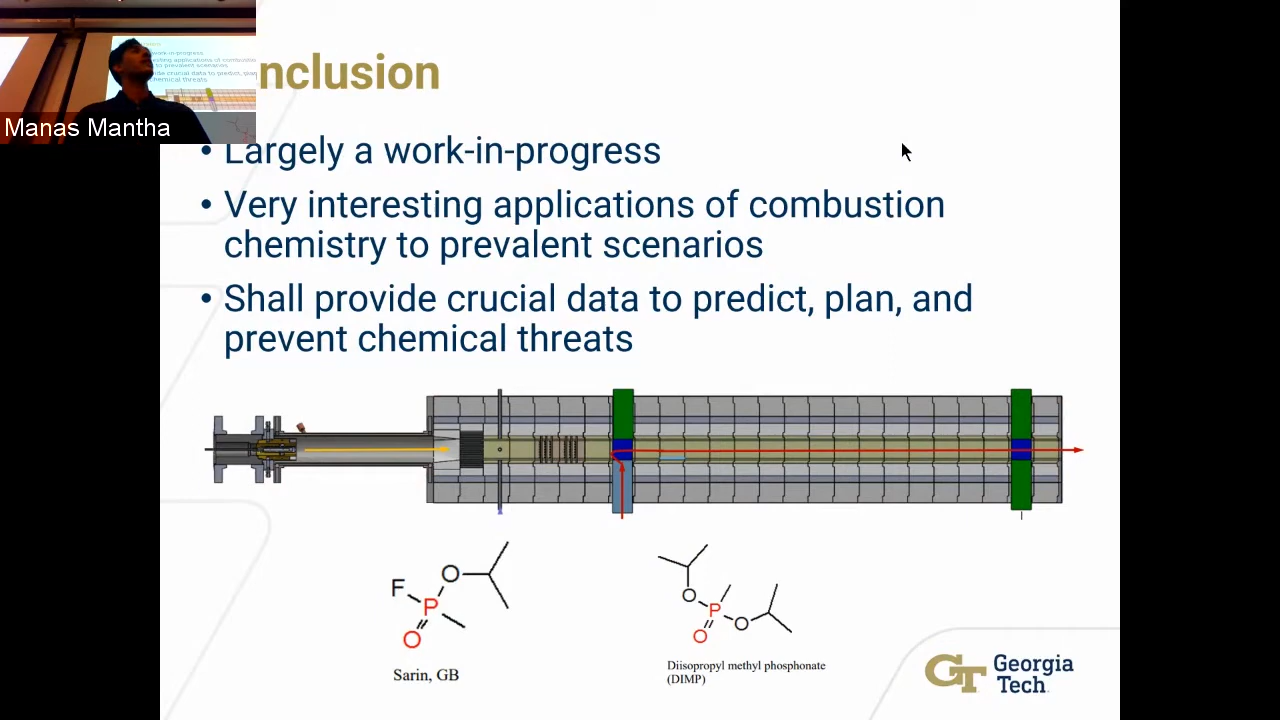 nclusion
Manas Mantha
• Largely a work-in-progress
• Very interesting applications of combustion
chemistry to prevalent scenarios
• Shall provide crucial data to predict, plan, and
prevent chemical threats
F
O
P
O
Sarin, GB
O
P
O
O
Diisopropyl methyl phosphonate
(DIMP)
GT Georgia
Tech